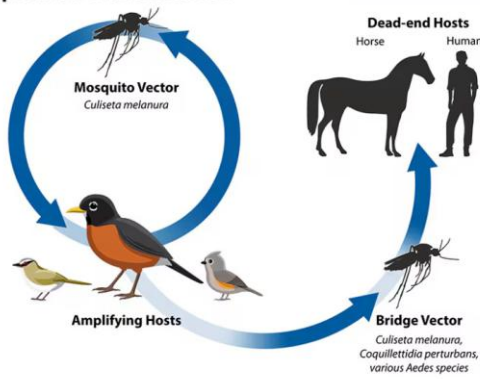 Mosquito Vector
Culiseta melanura
Dead-end Hosts
Horse
Human
Amplifying Hosts
Bridge Vector
Culiseta melanura,
Coquillettidia perturbans,
various Aedes species